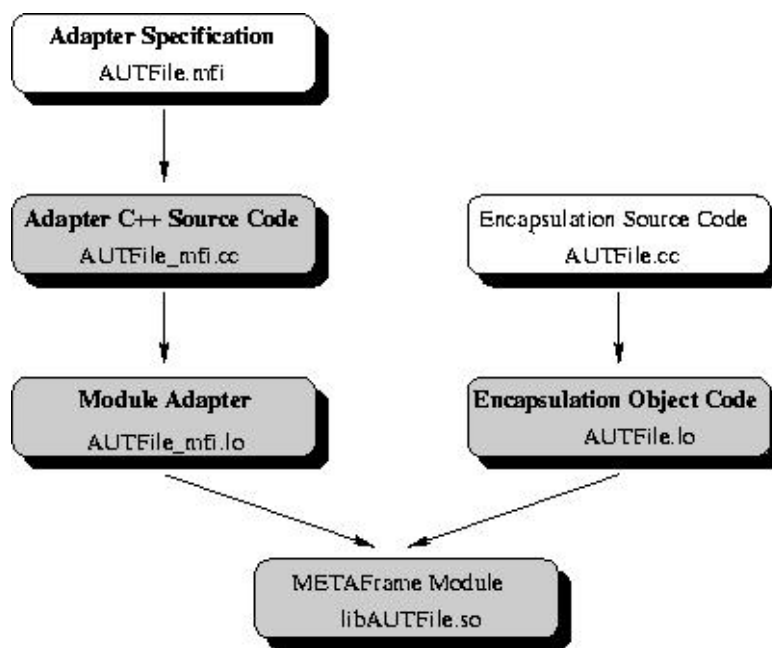 Adapter Specification
AUTFile.mfi
Adapter C++ Source Code
AUTFile_mfi.cc
Encapsulation Source Code
AUTFile.cc
Module Adapter
AUTFile_mfi.lo
Encapsulation Object Code
AUTFile.lo
METAFrame Module
libAUTFile.so